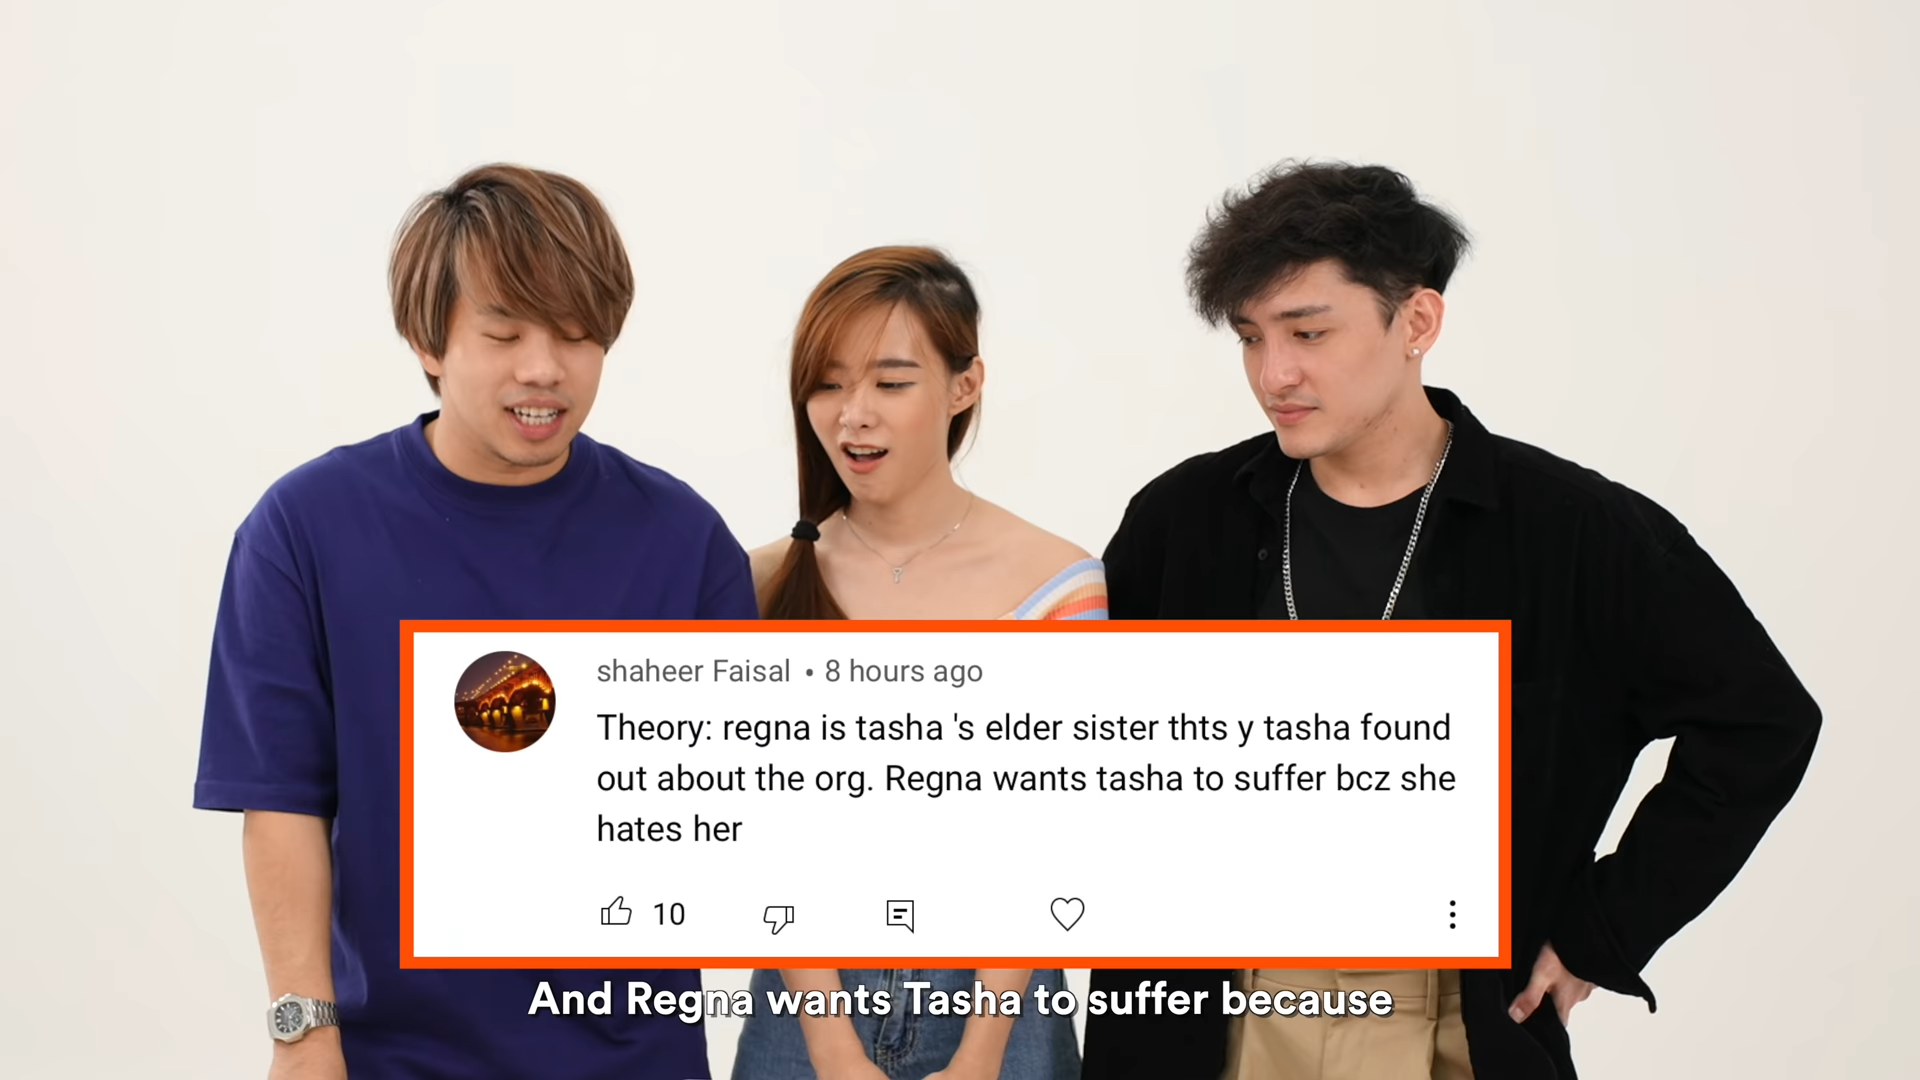 shaheer Faisal • 8 hours ago
Theory: regna is tasha 's elder sister thts y tasha found
out about the org. Regna wants tasha to suffer bcz she
hates her
10
And Regna wants Tasha to suffer because